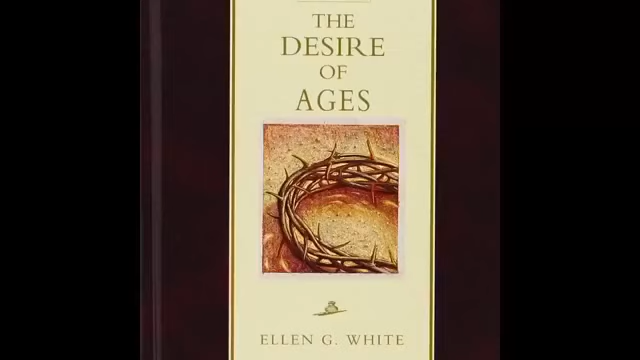 THE
DESIRE
OF
AGES
ELLEN G. WHITE